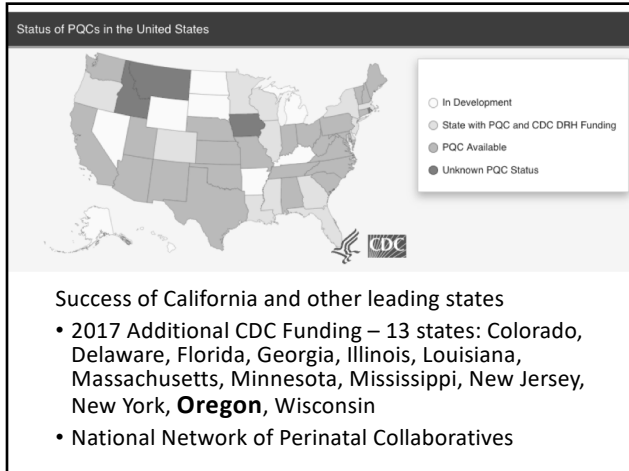 Status of PQCs in the United States
In Development
State with PQC and CDC DRH Funding
PQC Available
Unknown PQC Status
CDC
Success of California and other leading states
• 2017 Additional CDC Funding – 13 states: Colorado,
Delaware, Florida, Georgia, Illinois, Louisiana,
Massachusetts, Minnesota, Mississippi, New Jersey,
New York, Oregon, Wisconsin
• National Network of Perinatal Collaboratives